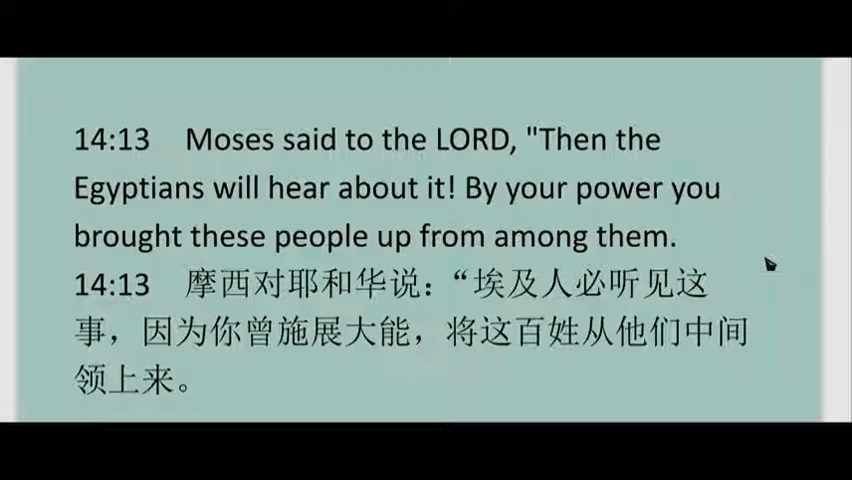 14:13 Moses said to the LORD, "Then the
Egyptians will hear about it! By your power you
brought these people up from among them.
14:13 摩西对耶和华说：“埃及人必听见这
事，因为你曾施展大能，将这百姓从他们中间
领上来。